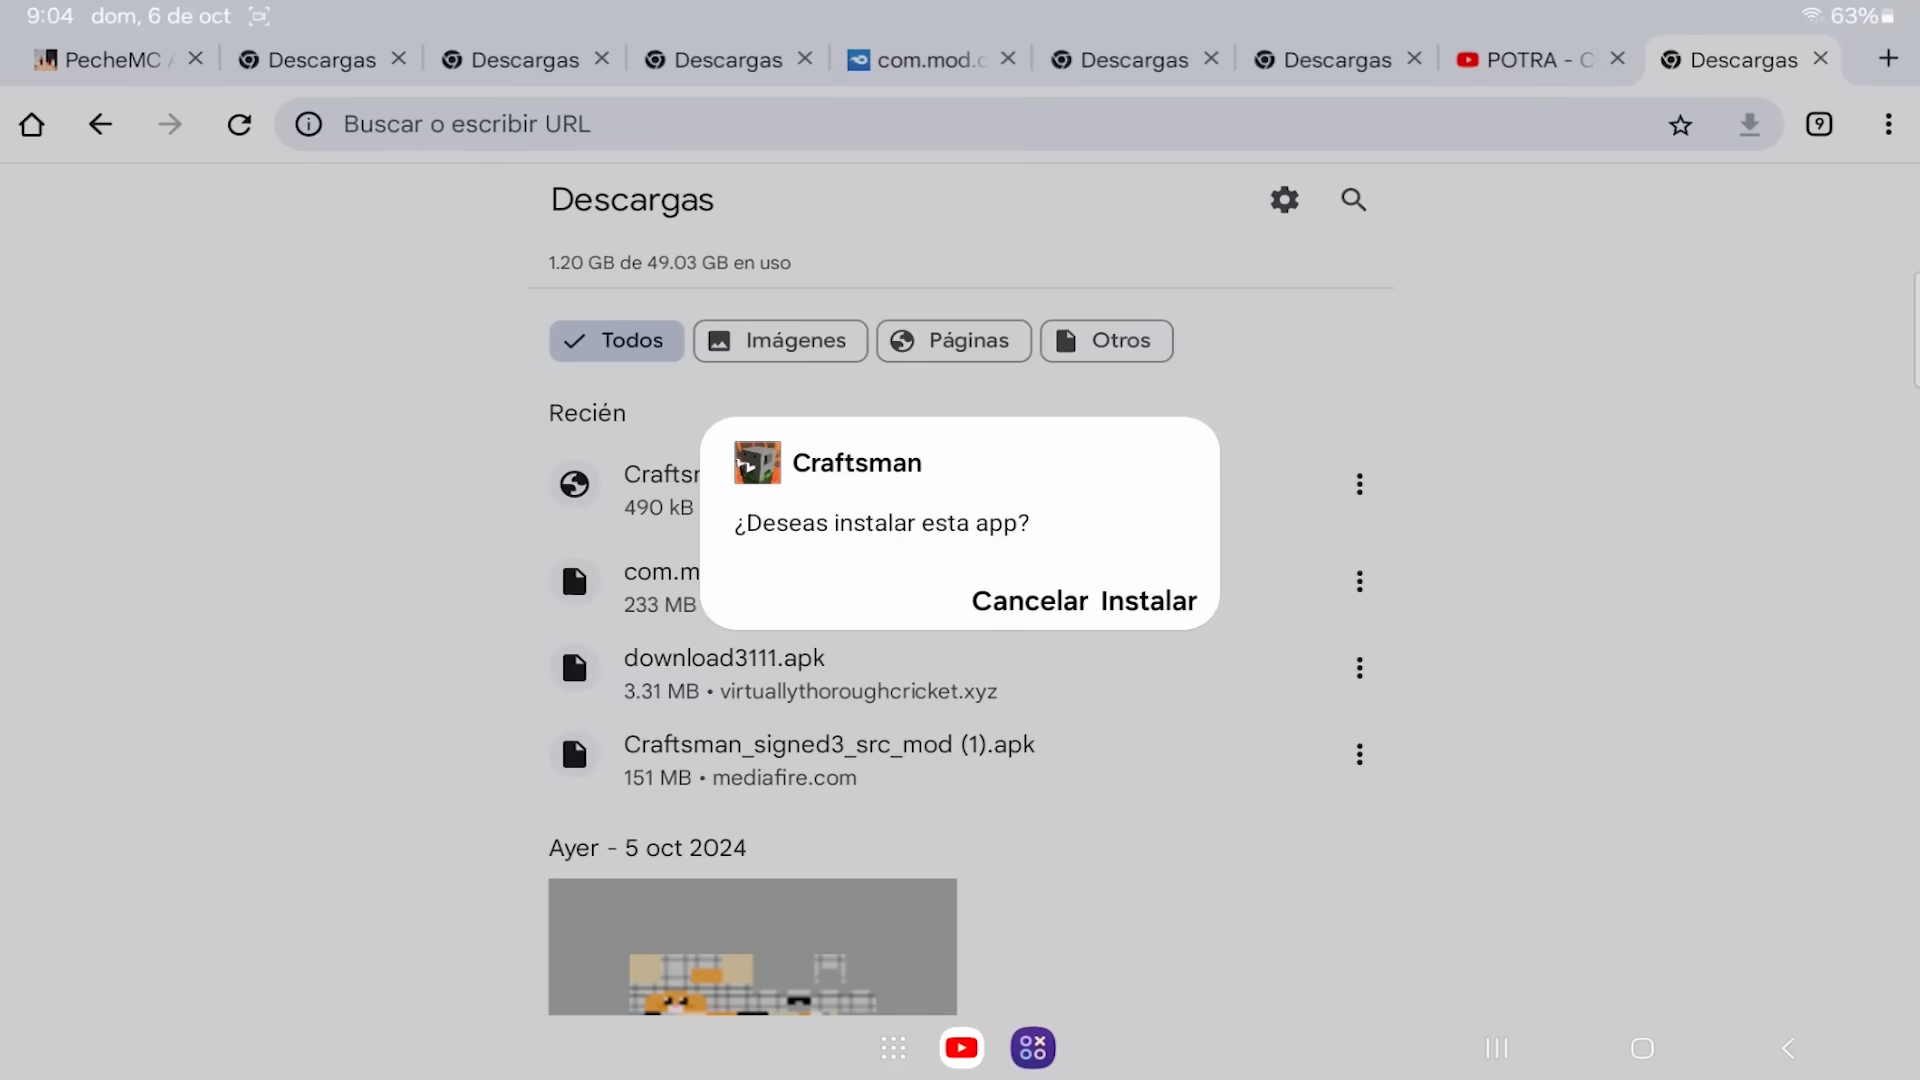 9:04 dom, 6 de oct 63%
PecheMC Descargas Descargas Descargas com.mod.c Descargas Descargas POTRA - C Descargas
Buscar o escribir URL 9
Descargas
1.20 GB de 49.03 GB en uso
Todos Imágenes Páginas Otros
Recién
Craftsm
490 kB
com.m
233 MB
Craftsman
¿Deseas instalar esta app?
Cancelar Instalar
download3111.apk
3.31 MB • virtuallythoroughcricket.xyz
Craftsman_signed3_src_mod (1).apk
151 MB • mediafire.com
Ayer - 5 oct 2024